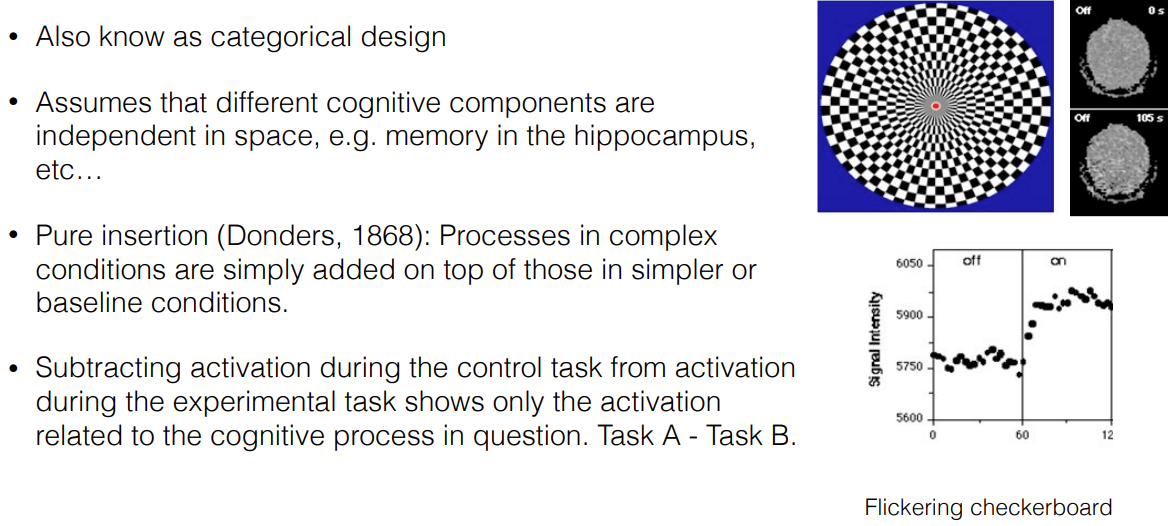 • Also know as categorical design
• Assumes that different cognitive components are
independent in space, e.g. memory in the hippocampus,
etc…
• Pure insertion (Donders, 1868): Processes in complex
conditions are simply added on top of those in simpler or
baseline conditions.
• Subtracting activation during the control task from activation
during the experimental task shows only the activation
related to the cognitive process in question. Task A - Task B.
Off 0 s
Off 105 s
6050
5900
5750
5600
Signal Intensity
off on
0 60 12
Flickering checkerboard